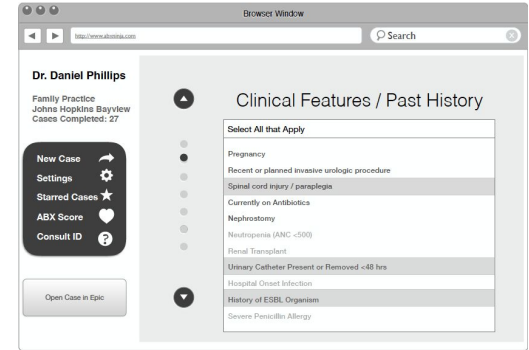 Browser Window
http://www.abxninja.com
Search
Dr. Daniel Phillips
Family Practice
Johns Hopkins Bayview
Cases Completed: 27
New Case
Settings
Starred Cases
ABX Score
Consult ID
?
Open Case in Epic
Clinical Features / Past History
Select All that Apply
Pregnancy
Recent or planned invasive urologic procedure
Spinal cord injury / paraplegia
Currently on Antibiotics
Nephrostomy
Neutropenia (ANC <500)
Renal Transplant
Urinary Catheter Present or Removed <48 hrs
Hospital Onset Infection
History of ESBL Organism
Severe Penicillin Allergy